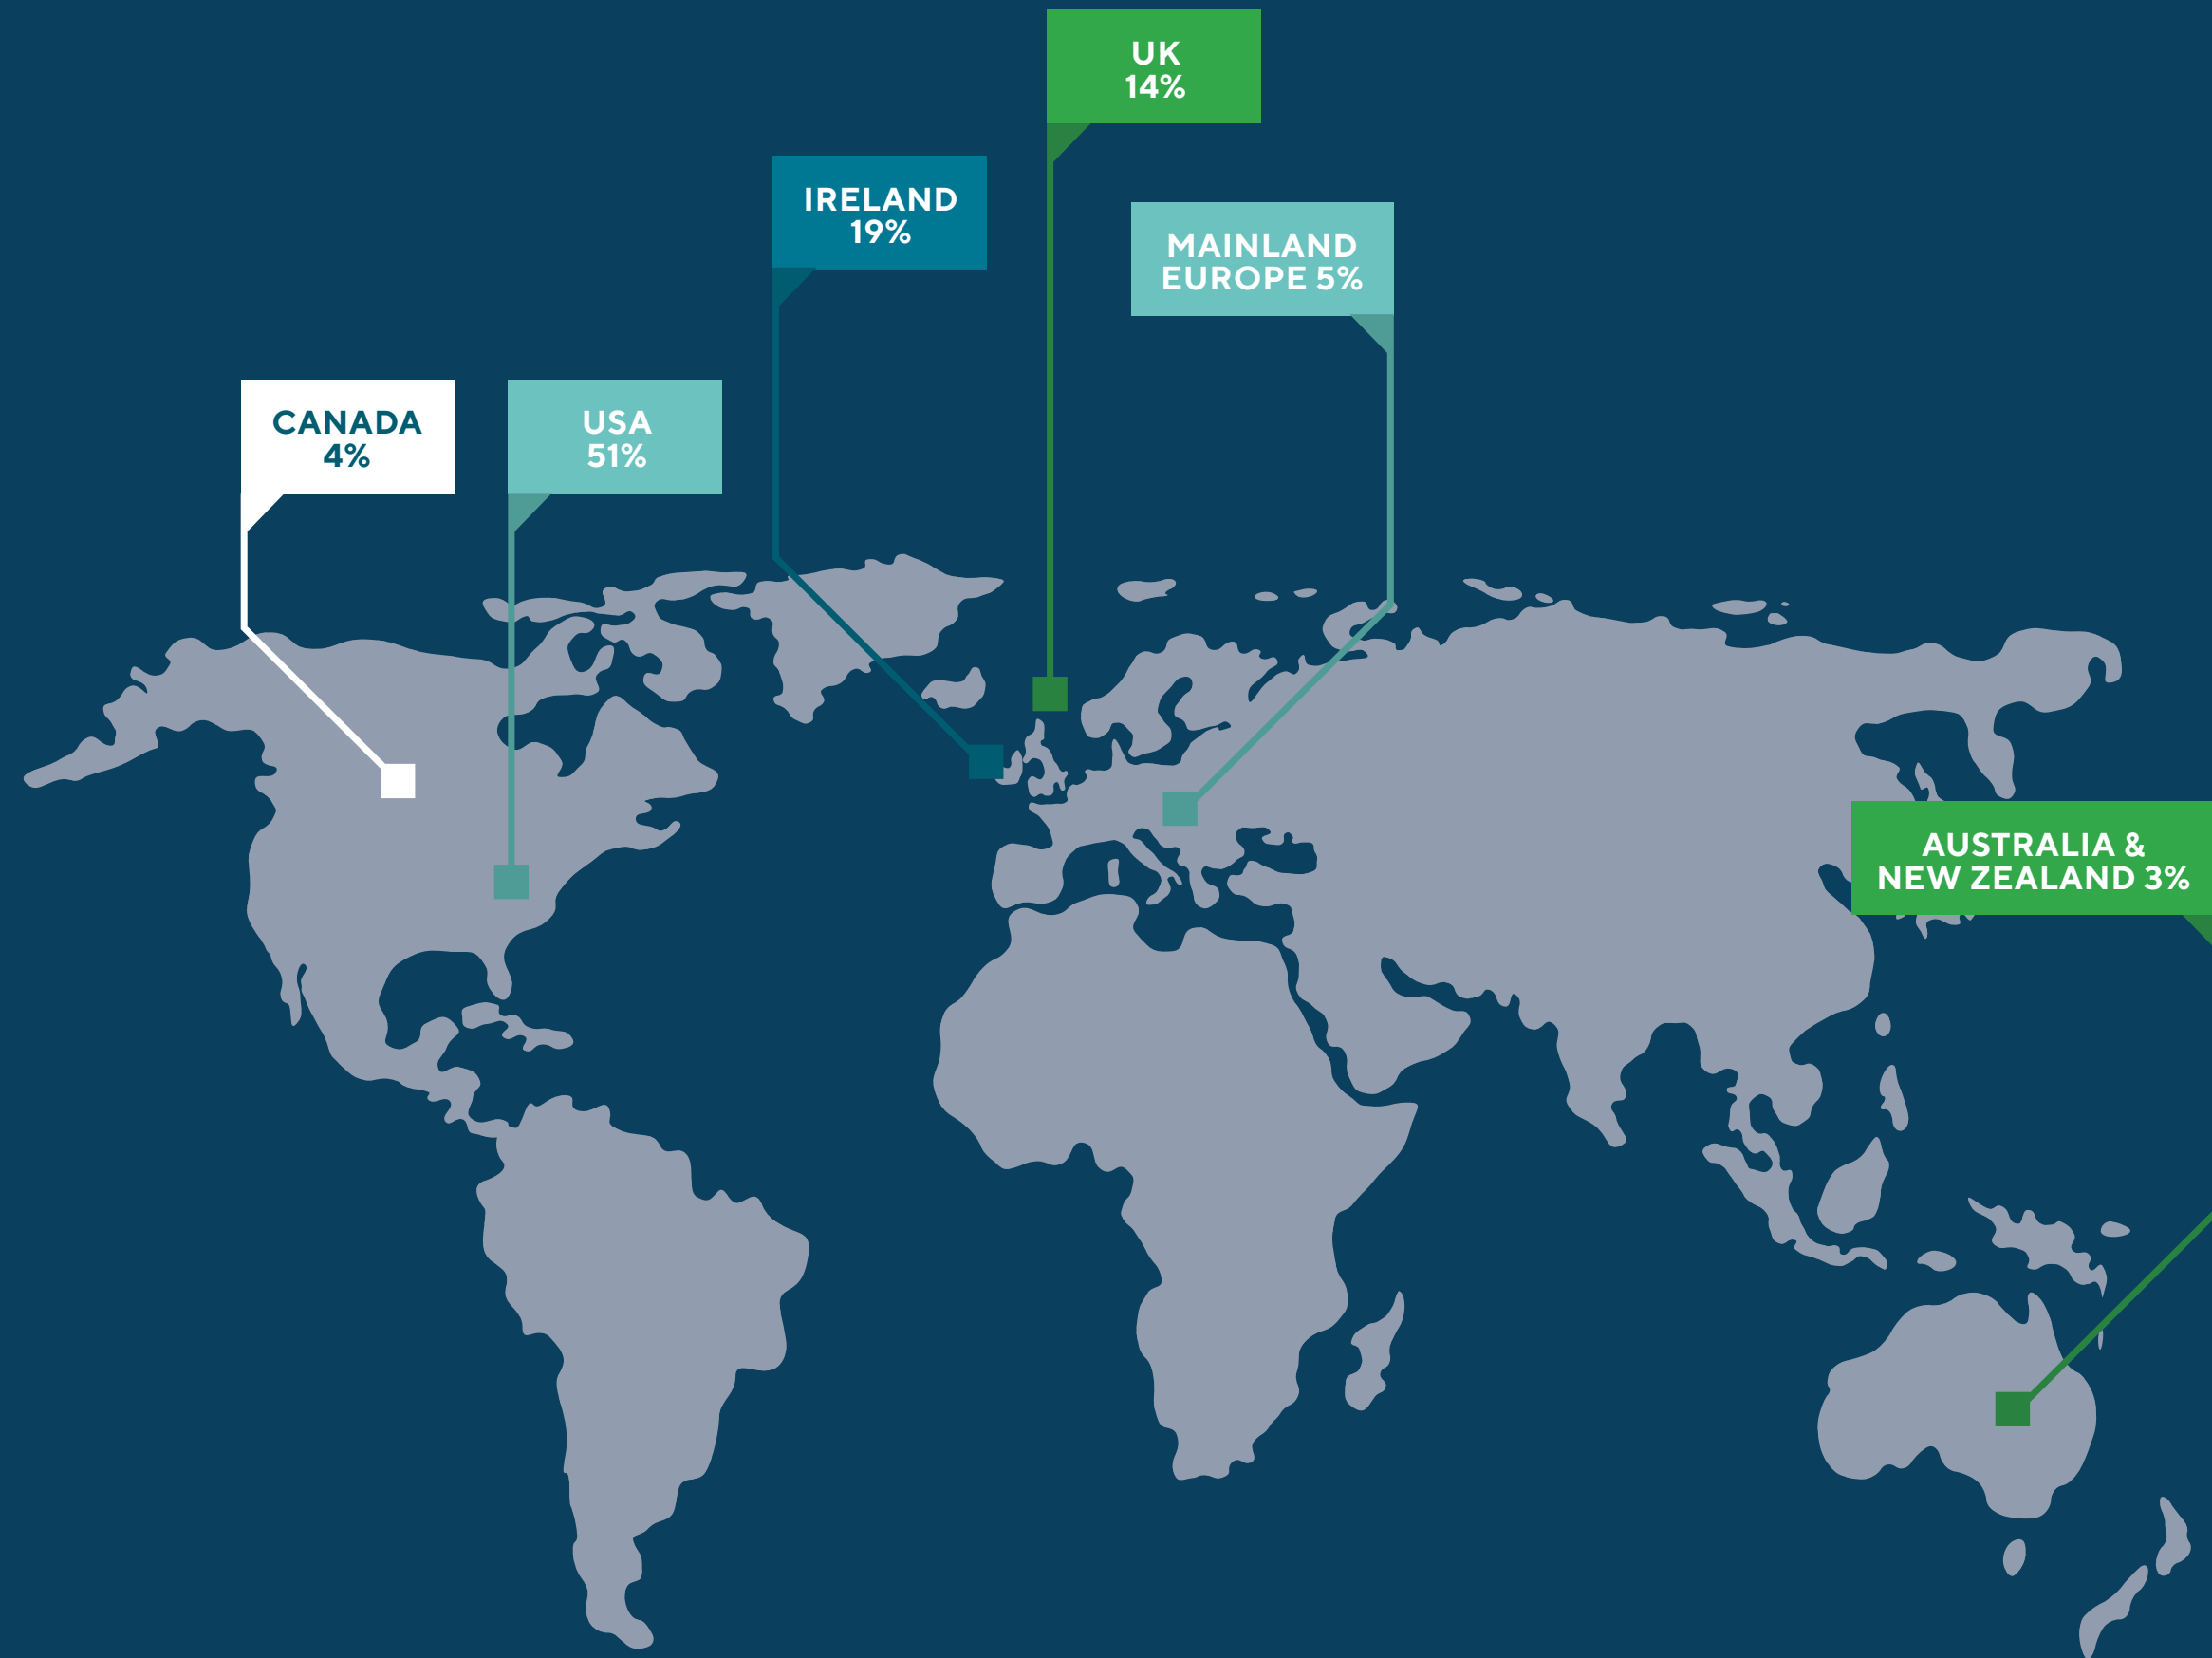 UK
14%
IRELAND
19%
MAINLAND
EUROPE 5%
CANADA
4%
USA
51%
AUSTRALIA &
NEW ZEALAND 3%